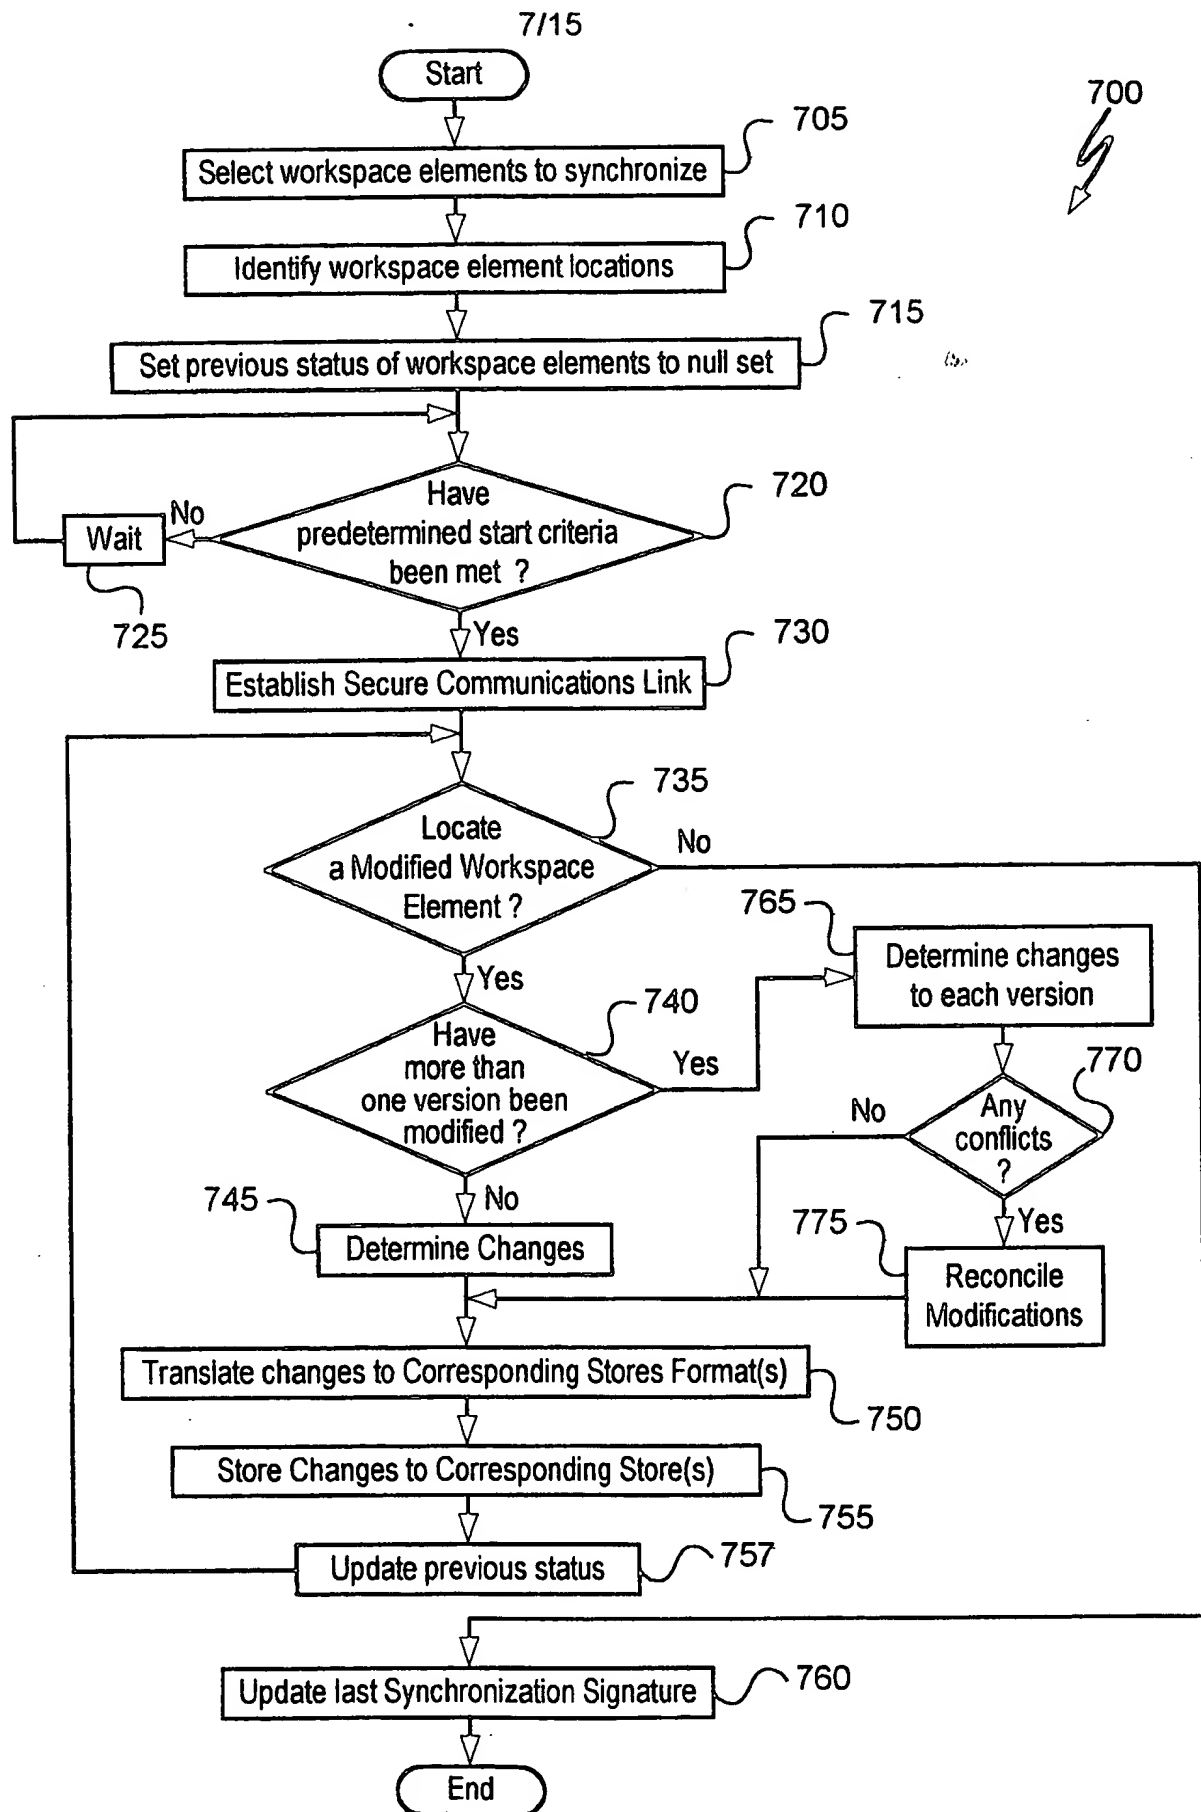 7/15
Start
700
705
Select workspace elements to synchronize
710
Identify workspace element locations
715
Set previous status of workspace elements to null set
720
Have
predetermined start criteria
been met ?
No
Wait
725
Yes
730
Establish Secure Communications Link
735
Locate
a Modified Workspace
Element ?
No
Yes
765
Determine changes
to each version
740
Have
more than
one version been
modified ?
Yes
770
Any
conflicts
?
No
Yes
No
745
Determine Changes
775
Reconcile
Modifications
Translate changes to Corresponding Stores Format(s)
750
Store Changes to Corresponding Store(s)
755
Update previous status
757
Update last Synchronization Signature
760
End